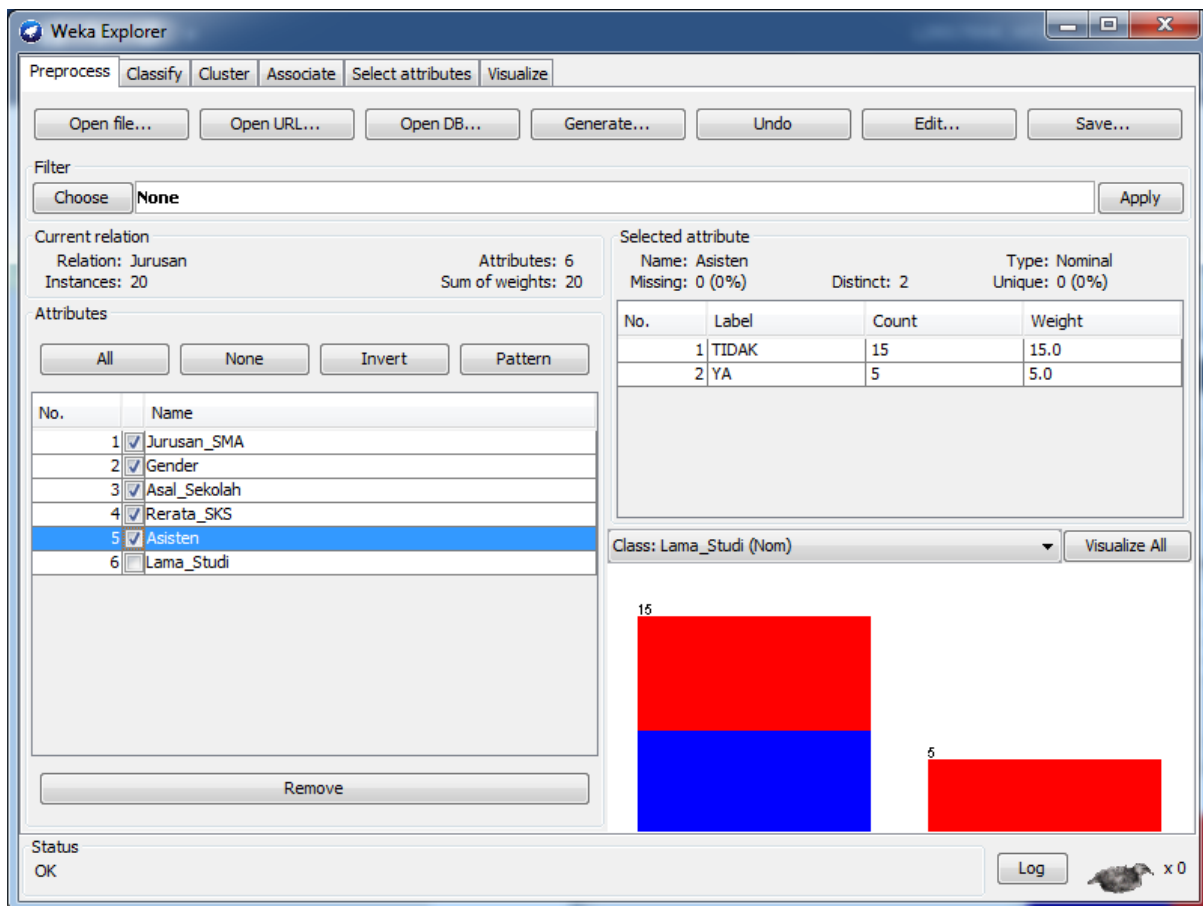 Weka Explorer
Preprocess Classify Cluster Associate Select attributes Visualize
Open file... Open URL... Open DB... Generate... Undo Edit... Save...
Filter
Choose None Apply
Current relation
Relation: Jurusan Attributes: 6
Instances: 20 Sum of weights: 20
Attributes
All None Invert Pattern
No. Name
1 Jurusan_SMA
2 Gender
3 Asal_Sekolah
4 Rerata_SKS
5 Asisten
6 Lama_Studi
Remove
Selected attribute
Name: Asisten Type: Nominal
Missing: 0 (0%) Distinct: 2 Unique: 0 (0%)
No. Label Count Weight
1 TIDAK 15 15.0
2 YA 5 5.0
Class: Lama_Studi (Nom) Visualize All
15
5
Status
OK
Log x 0